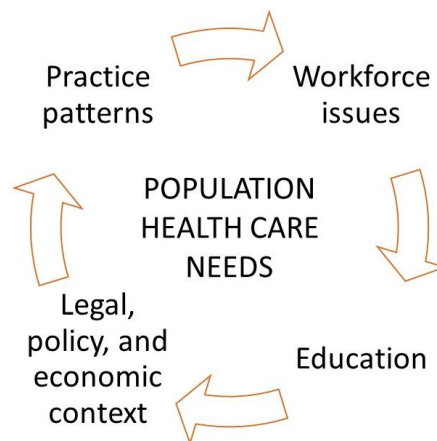 Practice
patterns
Workforce
issues
POPULATION
HEALTH CARE
NEEDS
Legal,
policy, and
economic
context
Education